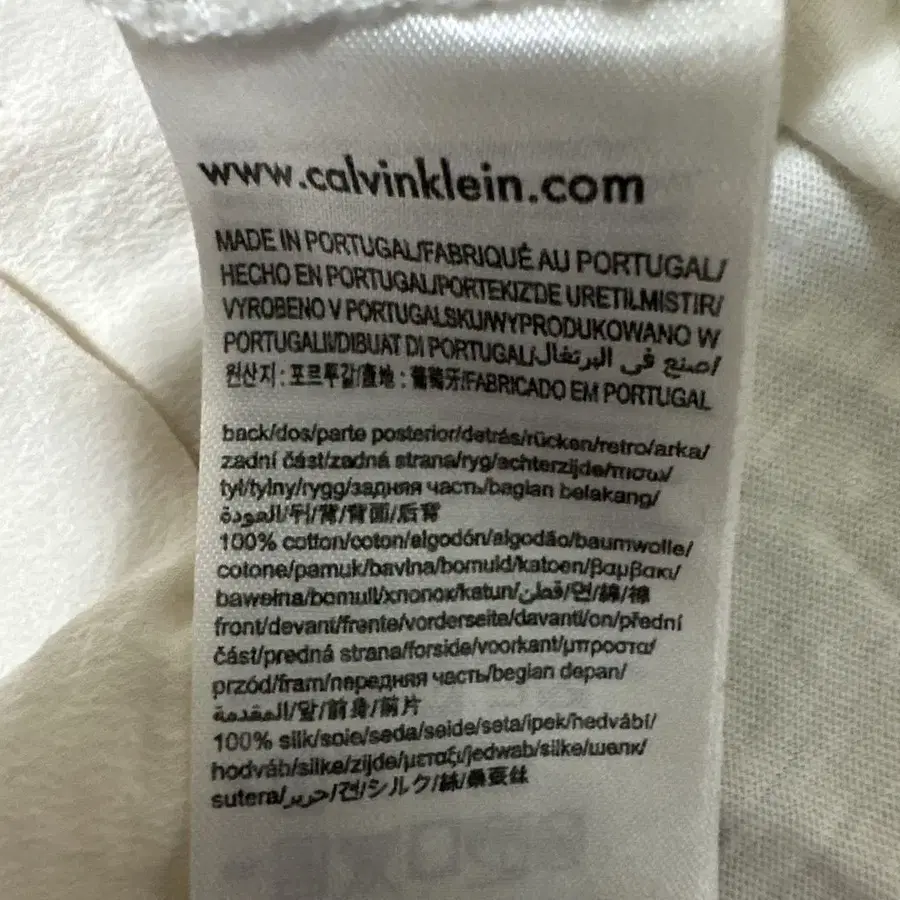 www.calvinklein.com
MADE IN PORTUGAL/FABRIQUÉ AU PORTUGAL/
HECHO EN PORTUGAL/PORTEKIZ'DE URETILMISTIR/
VYROBENO V PORTUGALSKU/WYPRODUKOWANO W
PORTUGALII/DIBUAT DI PORTUGAL/صنع في البرتغال/
원산지:포르투갈/產地:葡萄牙/FABRICADO EM PORTUGAL
back/dos/parte posterior/detrás/rücken/retro/arka/
zadní část/zadná strana/ryg/achterzijde/πισω/
tył/tylny/rygg/задняя часть/bagian belakang/
العودة/뒤/背/背面/后背
100% cotton/coton/algodón/algodão/baumwolle/
cotone/pamuk/bavlna/bomuld/katoen/βαμβακι/
bawełna/bomull/хлопок/katun/قطن/면/綿/棉
front/devant/frente/vorderseite/davanti/on/přední
část/predná strana/forside/voorkant/μπροστα/
przód/fram/передняя часть/begian depan/
المقدمة/앞/前身/前片
100% silk/soie/seda/seide/seta/ipek/hedvábí/
hodváb/silke/zijde/μεταξι/jedwab/silke/шелк/
sutera/حرير/견/シルク/絲/桑蚕丝